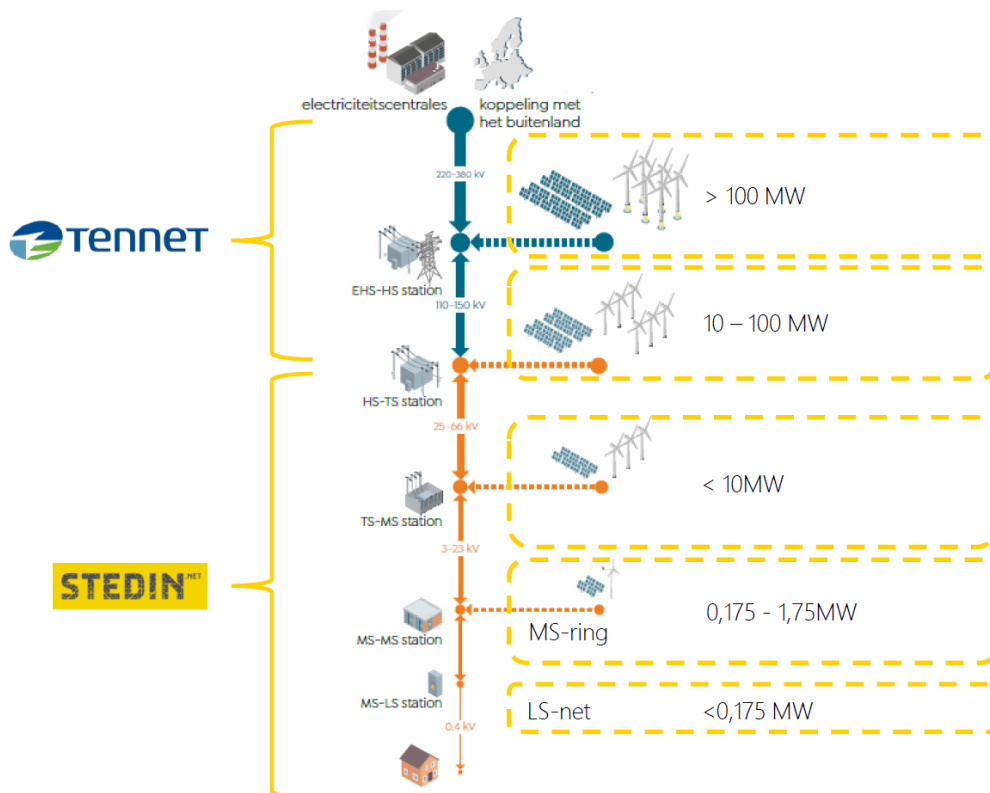 electriciteitscentrales
koppeling met
het buitenland
220-380 kV
> 100 MW
TENNET
EHS-HS station
110-150 kV
10 – 100 MW
HS-TS station
25-66 kV
< 10MW
TS-MS station
3-23 kV
STEDIN.NET
0,175 - 1,75MW
MS-ring
MS-MS station
MS-LS station
LS-net
<0,175 MW
0.4 kV